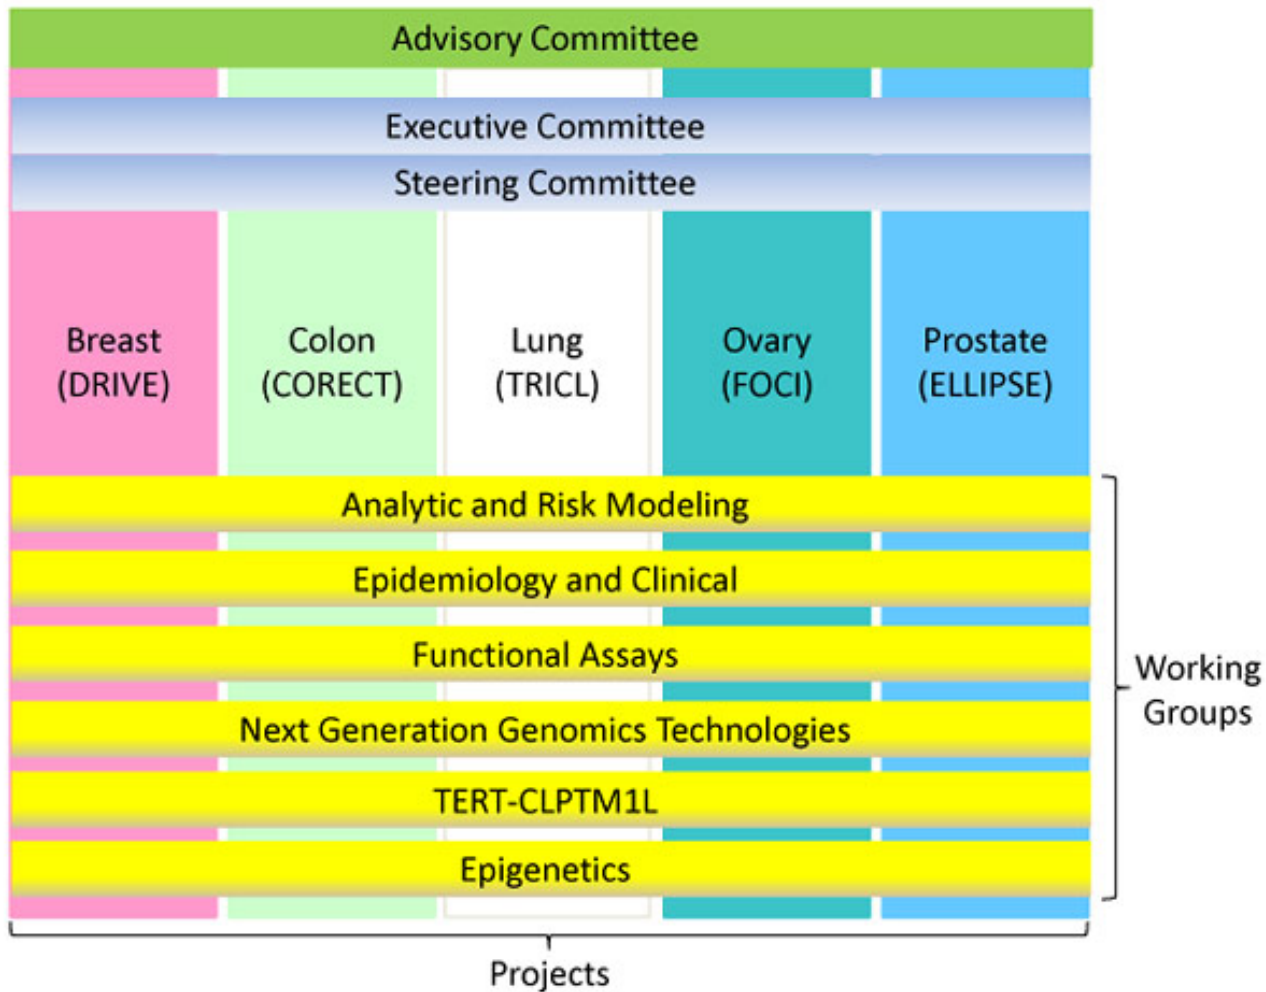 Advisory Committee
Executive Committee
Steering Committee
Breast
(DRIVE)
Colon
(CORECT)
Lung
(TRICL)
Ovary
(FOCI)
Prostate
(ELLIPSE)
Analytic and Risk Modeling
Epidemiology and Clinical
Functional Assays
Next Generation Genomics Technologies
TERT-CLPTM1L
Epigenetics
Working
Groups
Projects